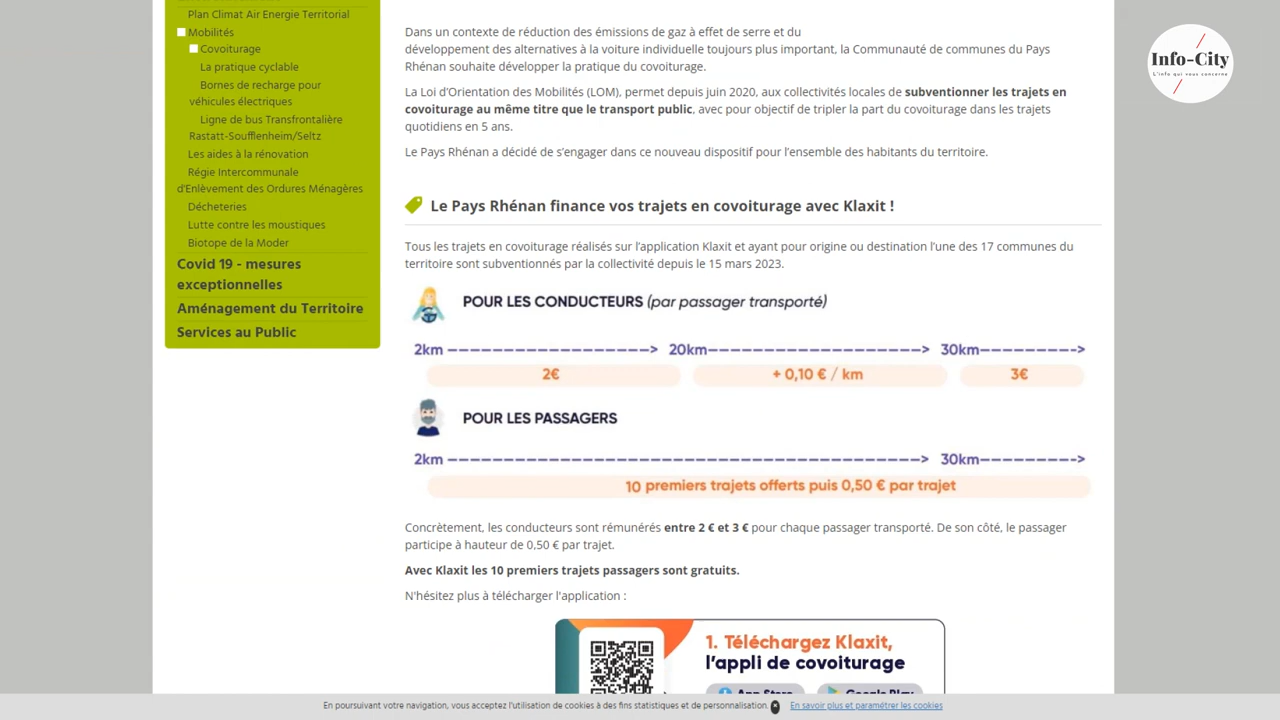 Plan Climat Air Energie Territorial
Mobilités
Covoiturage
La pratique cyclable
Bornes de recharge pour
véhicules électriques
Ligne de bus Transfrontalière
Rastatt-Soufflenheim/Seltz
Les aides à la rénovation
Régie Intercommunale
d'Enlèvement des Ordures Ménagères
Décheteries
Lutte contre les moustiques
Biotope de la Moder
Covid 19 - mesures
exceptionnelles
Aménagement du Territoire
Services au Public
Dans un contexte de réduction des émissions de gaz à effet de serre et du
développement des alternatives à la voiture individuelle toujours plus important, la Communauté de communes du Pays
Rhénan souhaite développer la pratique du covoiturage.
La Loi d'Orientation des Mobilités (LOM), permet depuis juin 2020, aux collectivités locales de subventionner les trajets en
covoiturage au même titre que le transport public, avec pour objectif de tripler la part du covoiturage dans les trajets
quotidiens en 5 ans.
Le Pays Rhénan a décidé de s'engager dans ce nouveau dispositif pour l'ensemble des habitants du territoire.
Le Pays Rhénan finance vos trajets en covoiturage avec Klaxit !
Tous les trajets en covoiturage réalisés sur l'application Klaxit et ayant pour origine ou destination l'une des 17 communes du
territoire sont subventionnés par la collectivité depuis le 15 mars 2023.
POUR LES CONDUCTEURS (par passager transporté)
2km --------------------> 20km---------------------> 30km--------->
2€ + 0,10 € / km 3€
POUR LES PASSAGERS
2km ----------------------------------------------> 30km--------->
10 premiers trajets offerts puis 0,50 € par trajet
Concrètement, les conducteurs sont rémunérés entre 2 € et 3 € pour chaque passager transporté. De son côté, le passager
participe à hauteur de 0,50 € par trajet.
Avec Klaxit les 10 premiers trajets passagers sont gratuits.
N'hésitez plus à télécharger l'application :
1. Téléchargez Klaxit,
l'appli de covoiturage
App Store Google Play
Info-City
L'info qui vous concerne
En poursuivant votre navigation, vous acceptez l'utilisation de cookies à des fins statistiques et de personnalisation. × En savoir plus et paramétrer les cookies